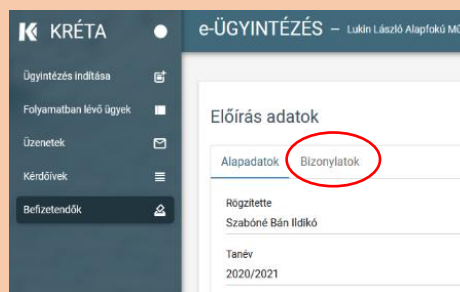 KRÉTA
Ügyintézés indítása
Folyamatban lévő ügyek
Üzenetek
Kérdőívek
Befizetendők
e-ÜGYINTÉZÉS – Lukin László Alapfokú Mű
Előírás adatok
Alapadatok Bizonylatok
Rögzítette
Szabóné Bán Ildikó
Tanév
2020/2021